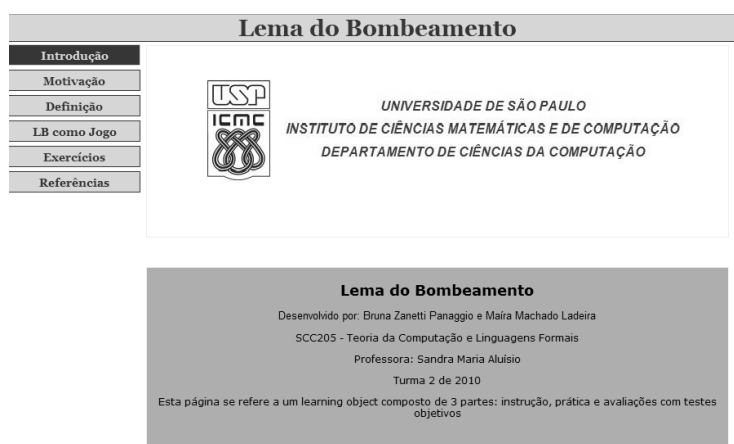 Lema do Bombeamento
Introdução
Motivação
Definição
LB como Jogo
Exercícios
Referências
USP
ICMC
UNIVERSIDADE DE SÃO PAULO
INSTITUTO DE CIÊNCIAS MATEMÁTICAS E DE COMPUTAÇÃO
DEPARTAMENTO DE CIÊNCIAS DA COMPUTAÇÃO
Lema do Bombeamento
Desenvolvido por: Bruna Zanetti Panaggio e Maíra Machado Ladeira
SCC205 - Teoria da Computação e Linguagens Formais
Professora: Sandra Maria Aluísio
Turma 2 de 2010
Esta página se refere a um learning object composto de 3 partes: instrução, prática e avaliações com testes
objetivos